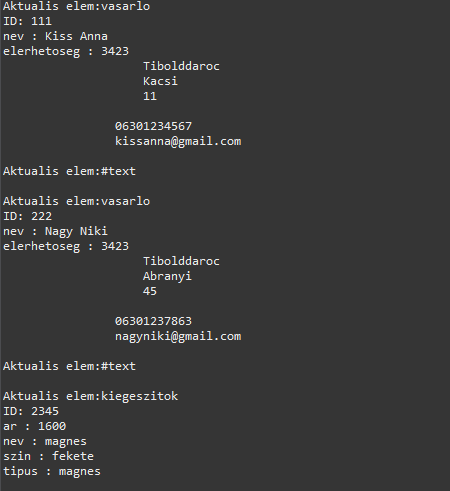 Aktualis elem:vasarlo
ID: 111
nev : Kiss Anna
elerhetoseg : 3423
Tibolddaroc
Kacsi
11
06301234567
kissanna@gmail.com
Aktualis elem:#text
Aktualis elem:vasarlo
ID: 222
nev : Nagy Niki
elerhetoseg : 3423
Tibolddaroc
Abranyi
45
06301237863
nagyniki@gmail.com
Aktualis elem:#text
Aktualis elem:kiegeszitok
ID: 2345
ar : 1600
nev : magnes
szin : fekete
tipus : magnes